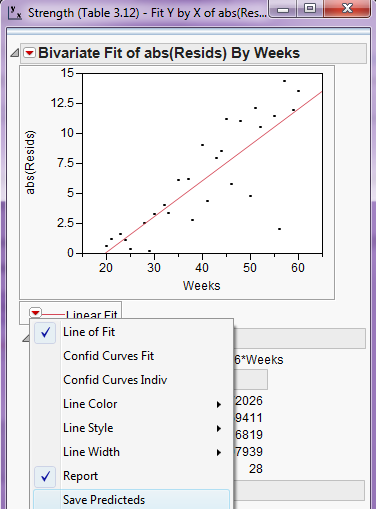 Strength (Table 3.12) - Fit Y by X of abs(Res...
Bivariate Fit of abs(Resids) By Weeks
15
12.5
10
7.5
5
2.5
0
abs(Resids)
20
30
40
50
60
Weeks
Linear Fit
Line of Fit
Confid Curves Fit
6*Weeks
Confid Curves Indiv
Line Color
2026
Line Style
9411
6819
Line Width
7939
Report
28
Save Predicteds